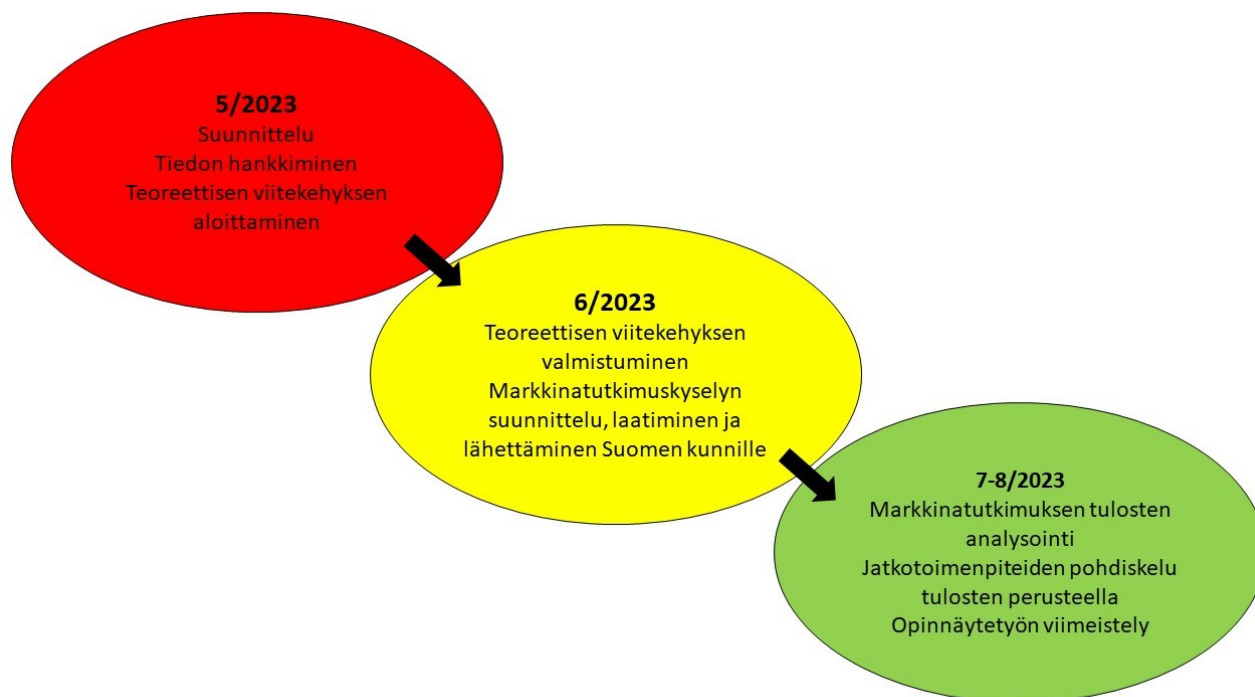 5/2023
Suunnittelu
Tiedon hankkiminen
Teoreettisen viitekehyksen
aloittaminen
6/2023
Teoreettisen viitekehyksen
valmistuminen
Markkinatutkimuskyselyn
suunnittelu, laatiminen ja
lähettäminen Suomen kunnille
7-8/2023
Markkinatutkimuksen tulosten
analysointi
Jatkotoimenpiteiden pohdiskelu
tulosten perusteella
Opinnäytetyön viimeistely